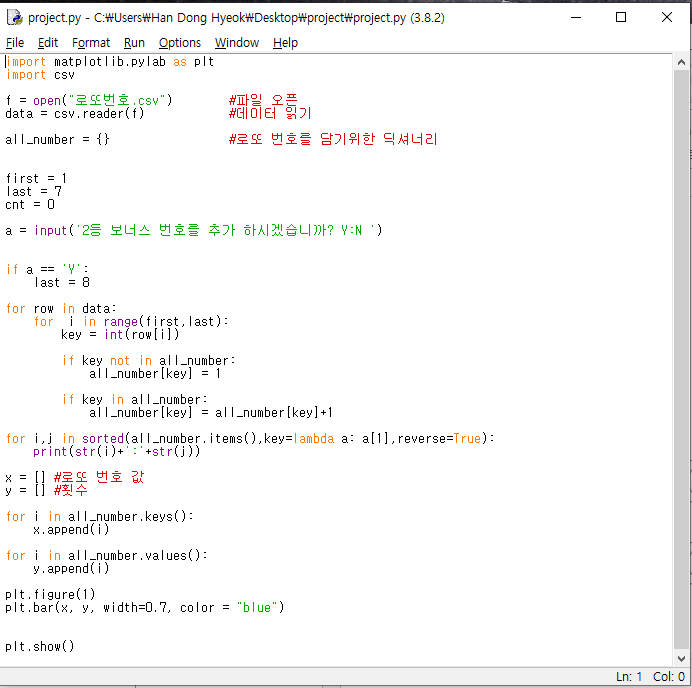 project.py - C:₩Users₩Han Dong Hyeok₩Desktop₩project₩project.py (3.8.2)
File Edit Format Run Options Window Help
import matplotlib.pylab as plt
import csv
f = open("로또번호.csv") #파일 오픈
data = csv.reader(f) #데이터 읽기
all_number = {} #로또 번호를 담기위한 딕셔너리
first = 1
last = 7
cnt = 0
a = input('2등 보너스 번호를 추가 하시겠습니까? Y:N ')
if a == 'Y':
    last = 8
for row in data:
    for  i in range(first,last):
        key = int(row[i])
        if key not in all_number:
            all_number[key] = 1
        if key in all_number:
            all_number[key] = all_number[key]+1
for i,j in sorted(all_number.items(),key=lambda a: a[1],reverse=True):
    print(str(i)+':'+str(j))
x = [] #로또 번호 값
y = [] #횟수
for i in all_number.keys():
    x.append(i)
for i in all_number.values():
    y.append(i)
plt.figure(1)
plt.bar(x, y, width=0.7, color = "blue")
plt.show()
Ln: 1 Col: 0